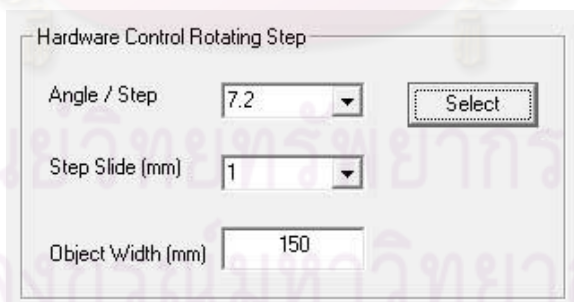 Hardware Control Rotating Step
Angle / Step 7.2 Select
Step Slide (mm) 1
Object Width (mm) 150